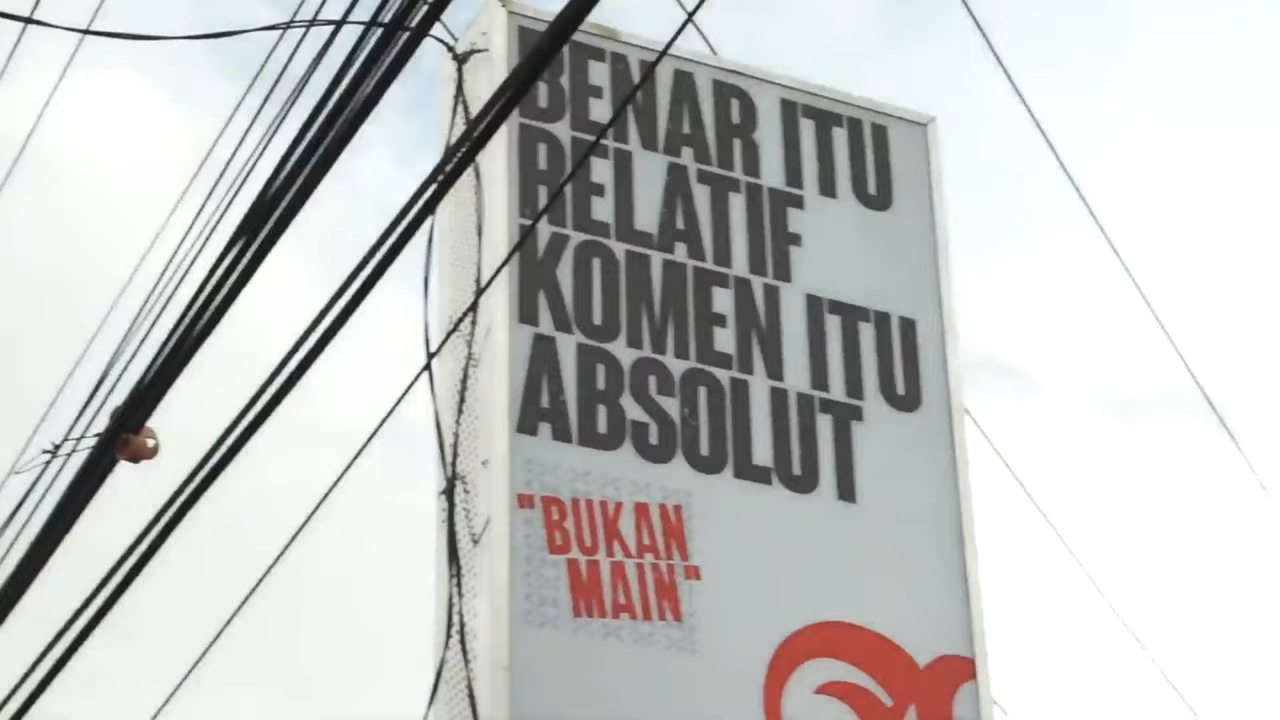 BENAR ITU
RELATIF
KOMEN ITU
ABSOLUT
"BUKAN
MAIN"